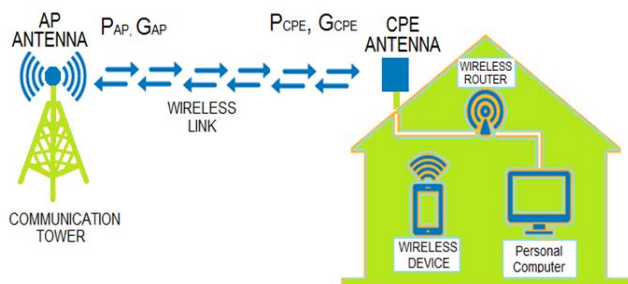 AP
ANTENNA
PAP, GAP
PCPE, GCPE
CPE
ANTENNA
WIRELESS
LINK
WIRELESS
ROUTER
COMMUNICATION
TOWER
WIRELESS
DEVICE
Personal
Computer